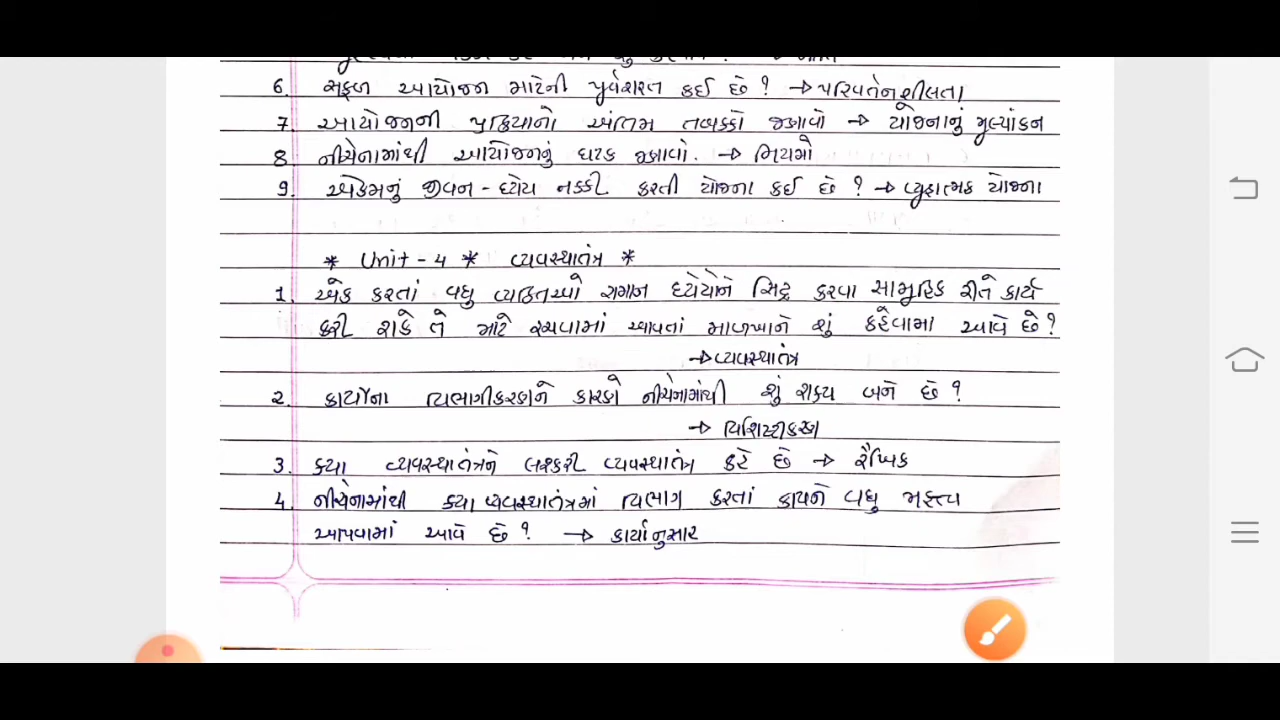 6. સફળ આયોજન માટેની પૂર્વશરત કઈ છે? → પરિવર્તનશીલતા
7. આયોજનની પ્રક્રિયાનો અંતિમ તબક્કો જણાવો → યોજનાનું મૂલ્યાંકન
8. નીચેનામાંથી આયોજનનું ઘટક જણાવો. → નિયમો
9. એકમનું જીવન-ધ્યેય નક્કી કરતી યોજના કઈ છે? → વ્યૂહાત્મક યોજના
* Unit - 4 * વ્યવસ્થાતંત્ર *
1. એક કરતાં વધુ વ્યક્તિઓ સમાન ધ્યેયોને સિદ્ધ કરવા સામૂહિક રીતે કાર્ય
કરી શકે તે માટે રચવામાં આવતાં માળખાને શું કહેવામાં આવે છે?
→ વ્યવસ્થાતંત્ર
2. કાર્યોના વિભાગીકરણને કારણે નીચેનામાંથી શું શક્ય બને છે?
→ વિશિષ્ટીકરણ
3. ક્યા વ્યવસ્થાતંત્રને લશ્કરી વ્યવસ્થાતંત્ર કહે છે → રૈખિક
4. નીચેનામાંથી ક્યા વ્યવસ્થાતંત્રમાં વિભાગ કરતાં કાર્યને વધુ મહત્ત્વ
આપવામાં આવે છે? → કાર્યાનુસાર